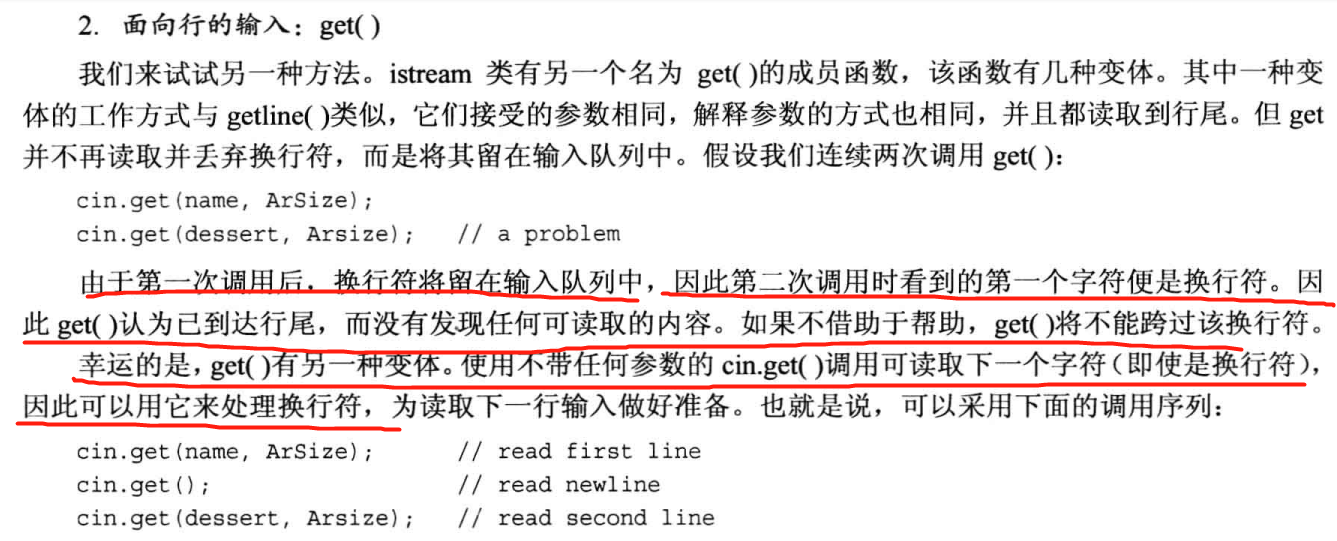 2. 面向行的输入：get( )
我们来试试另一种方法。istream 类有另一个名为 get( )的成员函数，该函数有几种变体。其中一种变
体的工作方式与 getline( )类似，它们接受的参数相同，解释参数的方式也相同，并且都读取到行尾。但 get
并不再读取并丢弃换行符，而是将其留在输入队列中。假设我们连续两次调用 get( )：
cin.get(name, ArSize);
cin.get(dessert, Arsize);   // a problem
由于第一次调用后，换行符将留在输入队列中，因此第二次调用时看到的第一个字符便是换行符。因
此 get( )认为已到达行尾，而没有发现任何可读取的内容。如果不借助于帮助，get( )将不能跨过该换行符。
幸运的是，get( )有另一种变体。使用不带任何参数的 cin.get( )调用可读取下一个字符（即使是换行符），
因此可以用它来处理换行符，为读取下一行输入做好准备。也就是说，可以采用下面的调用序列：
cin.get(name, ArSize);      // read first line
cin.get();                  // read newline
cin.get(dessert, Arsize);   // read second line